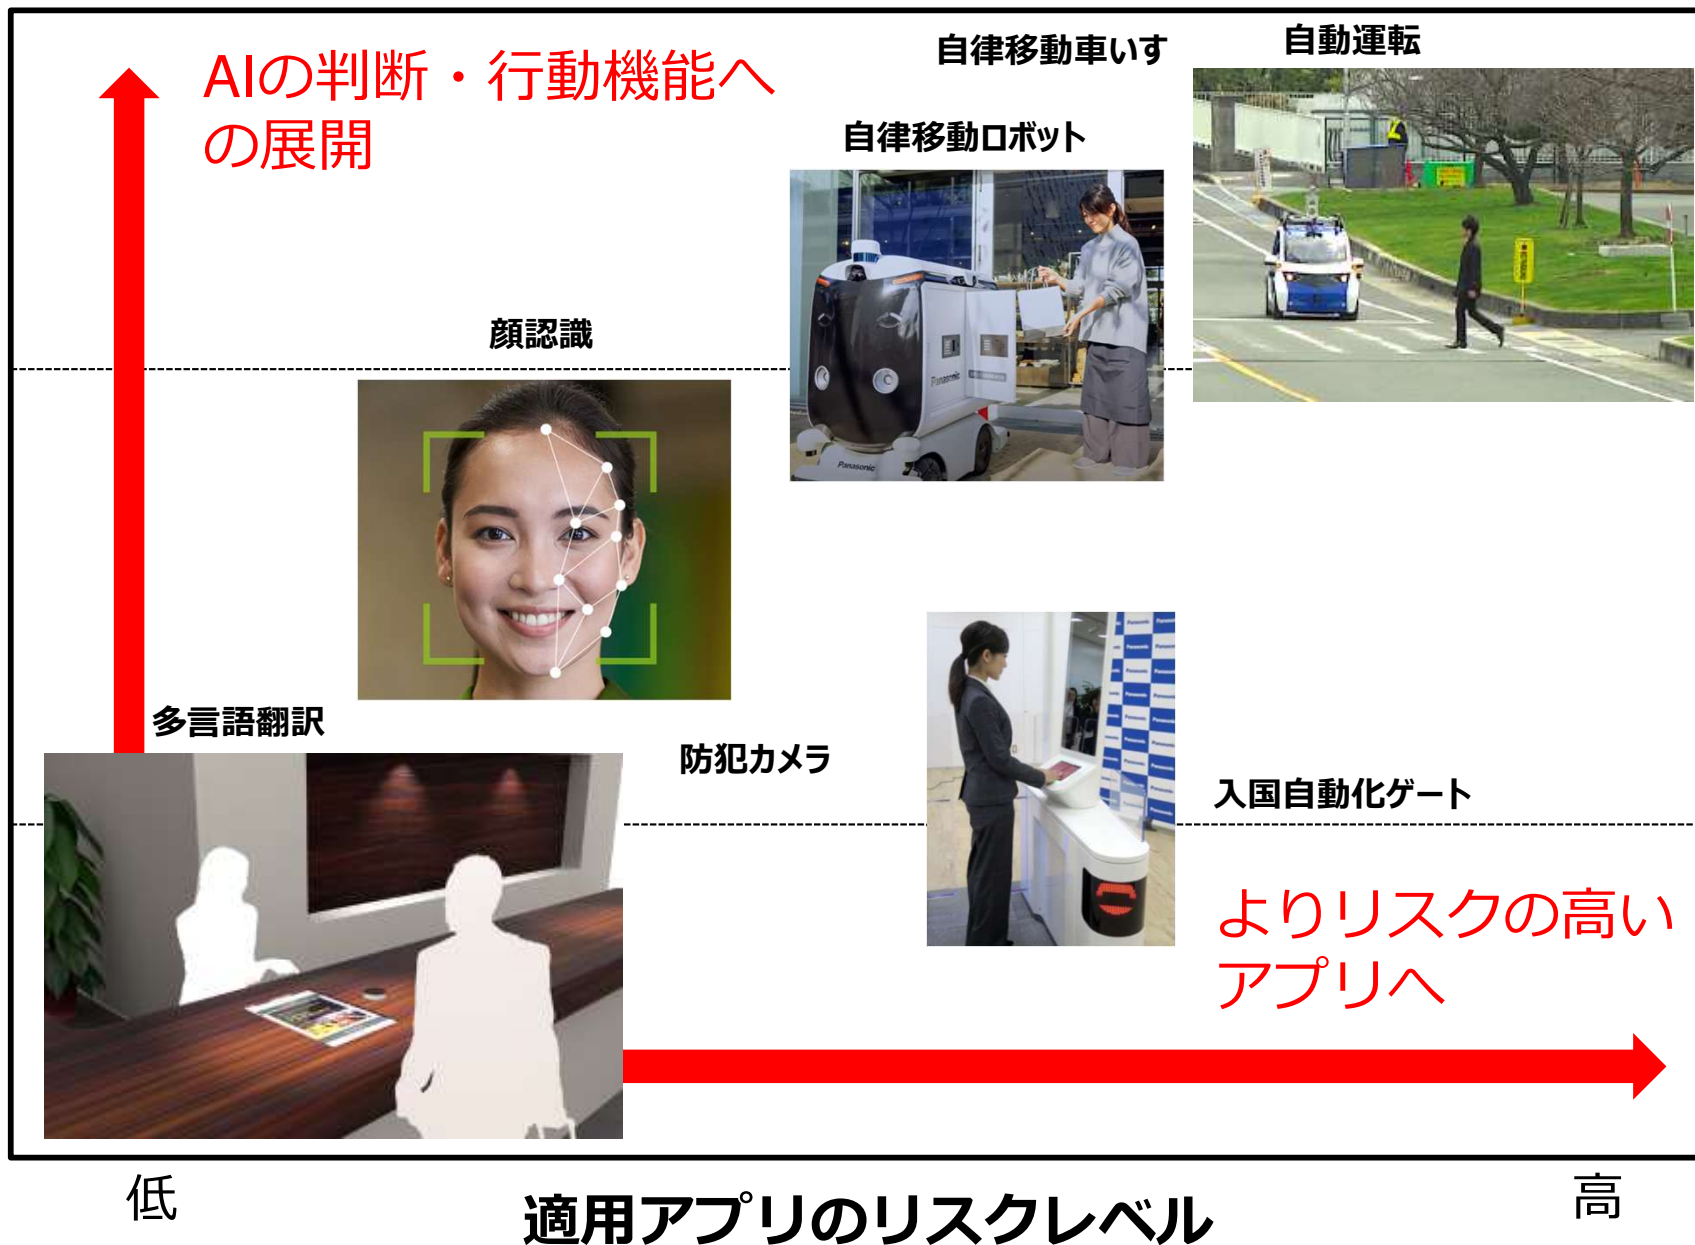 自律移動車いす
自動運転
AIの判断・行動機能へ
の展開
自律移動ロボット
Panasonic
Panasonic
顔認識
多言語翻訳
防犯カメラ
入国自動化ゲート
よりリスクの高い
アプリへ
低
適用アプリのリスクレベル
高